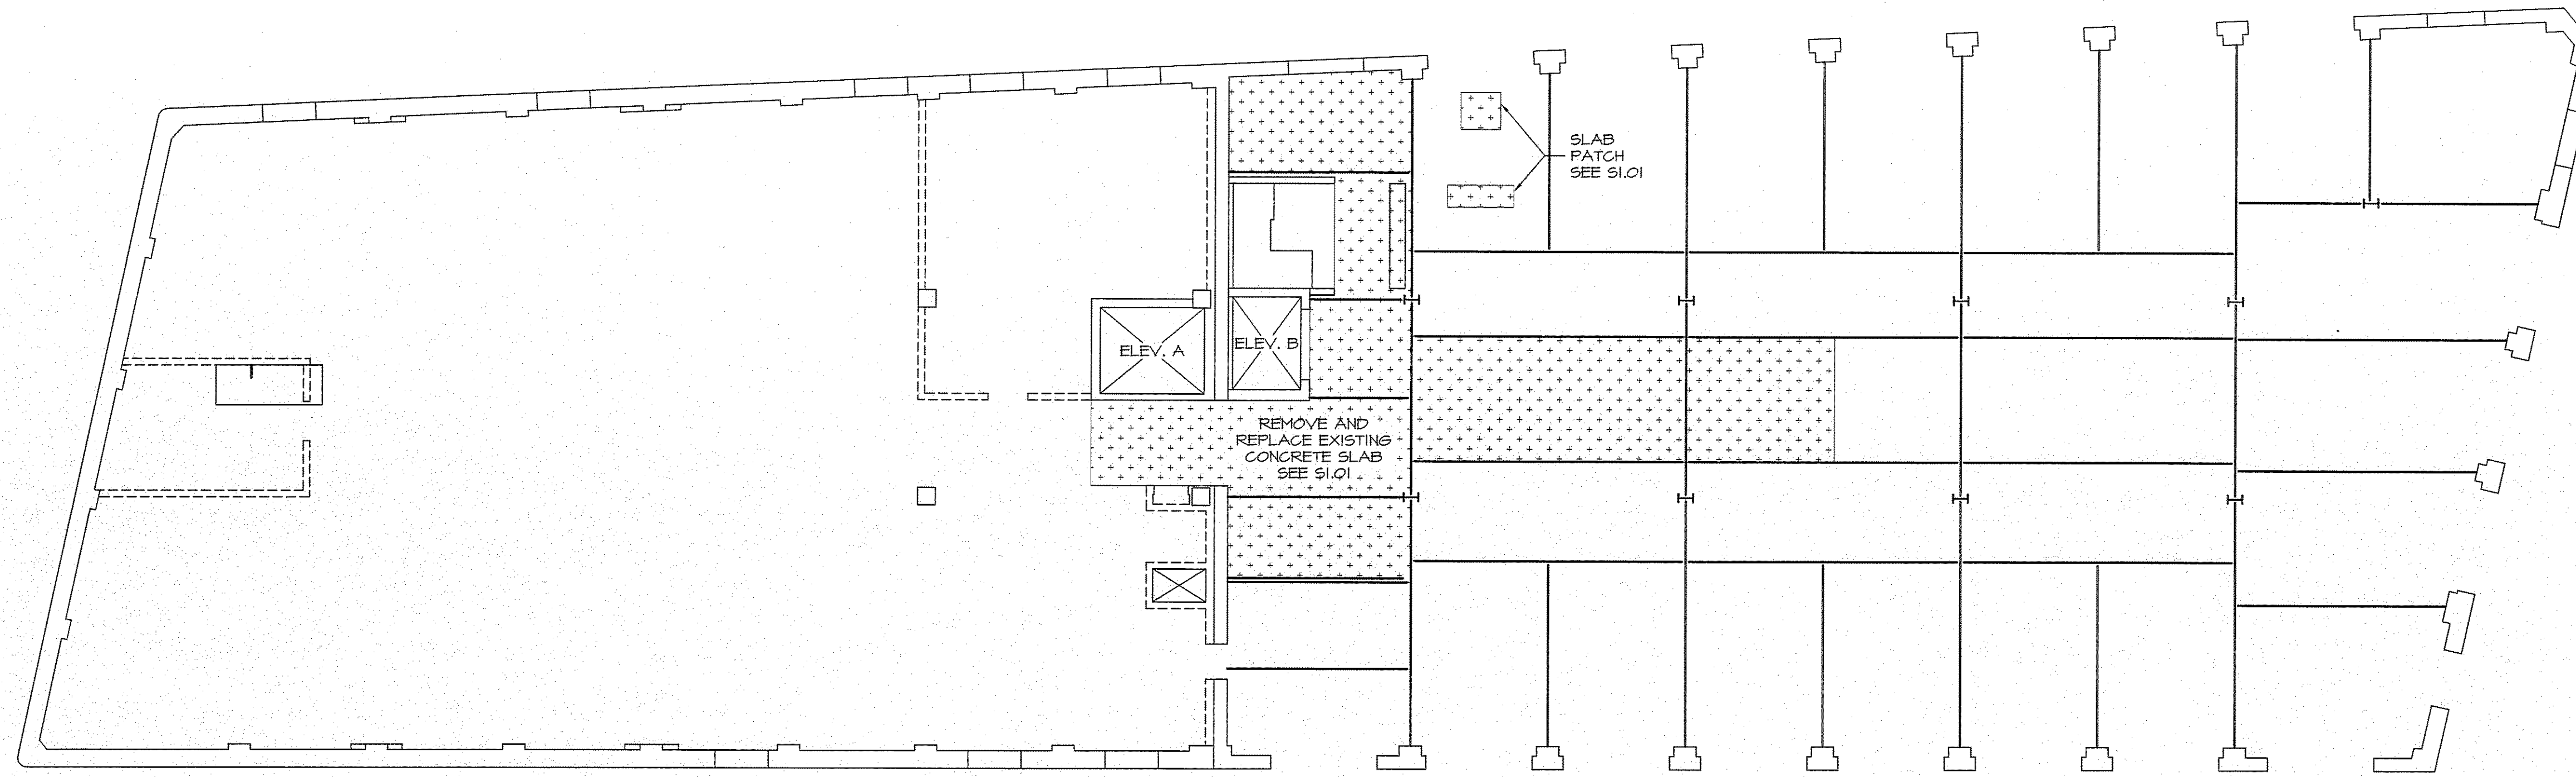 SLAB
PATCH
SEE S1.01
ELEV. A
ELEV. B
REMOVE AND
REPLACE EXISTING
CONCRETE SLAB
SEE S1.01